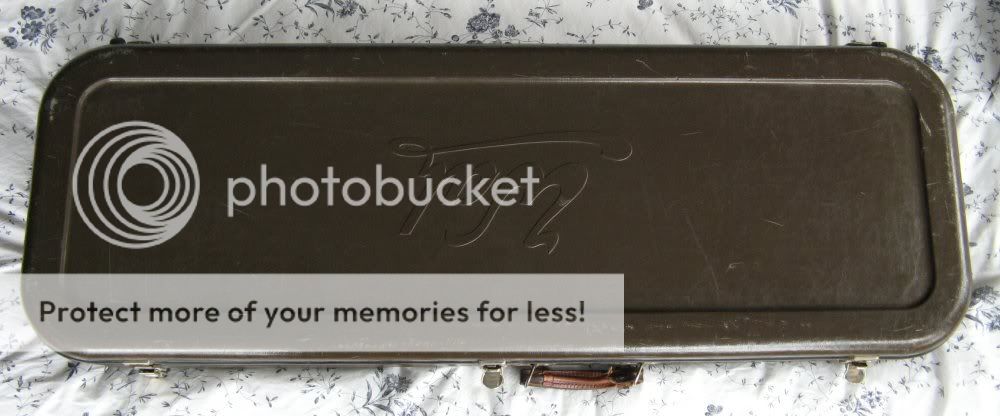 photobucket
Protect more of your memories for less!